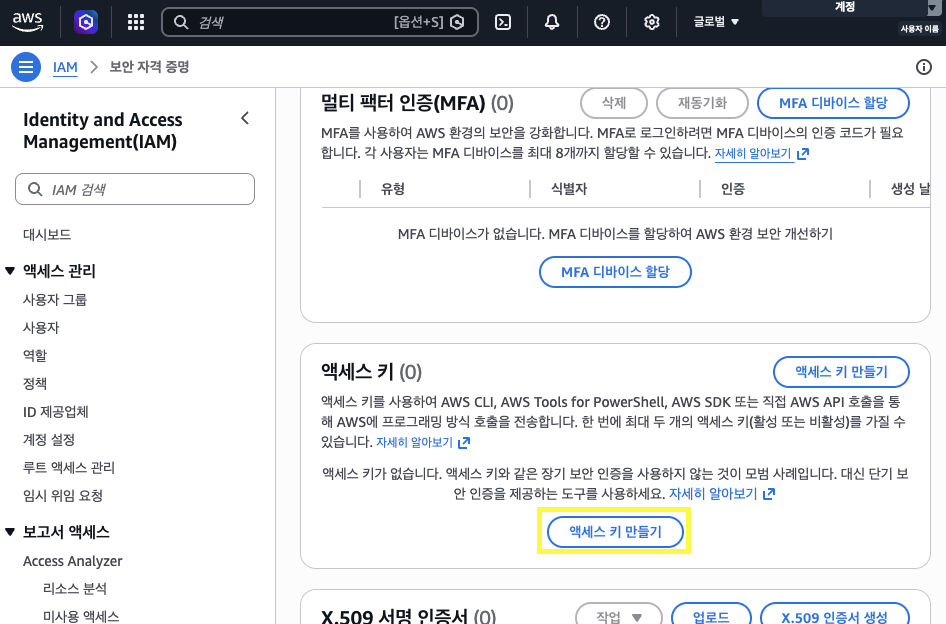 aws
검색
[옵션+S]
글로벌
계정
사용자 이름
IAM
보안 자격 증명
Identity and Access
Management(IAM)
IAM 검색
대시보드
액세스 관리
사용자 그룹
사용자
역할
정책
ID 제공업체
계정 설정
루트 액세스 관리
임시 위임 요청
보고서 액세스
Access Analyzer
리소스 분석
미사용 액세스
멀티 팩터 인증(MFA) (0)
삭제
재동기화
MFA 디바이스 할당
MFA를 사용하여 AWS 환경의 보안을 강화합니다. MFA로 로그인하려면 MFA 디바이스의 인증 코드가 필요
합니다. 각 사용자는 MFA 디바이스를 최대 8개까지 할당할 수 있습니다. 자세히 알아보기
유형
식별자
인증
생성 날
MFA 디바이스가 없습니다. MFA 디바이스를 할당하여 AWS 환경 보안 개선하기
MFA 디바이스 할당
액세스 키 (0)
액세스 키 만들기
액세스 키를 사용하여 AWS CLI, AWS Tools for PowerShell, AWS SDK 또는 직접 AWS API 호출을 통
해 AWS에 프로그래밍 방식 호출을 전송합니다. 한 번에 최대 두 개의 액세스 키(활성 또는 비활성)를 가질 수
있습니다. 자세히 알아보기
액세스 키가 없습니다. 액세스 키와 같은 장기 보안 인증을 사용하지 않는 것이 모범 사례입니다. 대신 단기 보
안 인증을 제공하는 도구를 사용하세요. 자세히 알아보기
액세스 키 만들기
X.509 서명 인증서 (0)
작업
업로드
X.509 인증서 생성